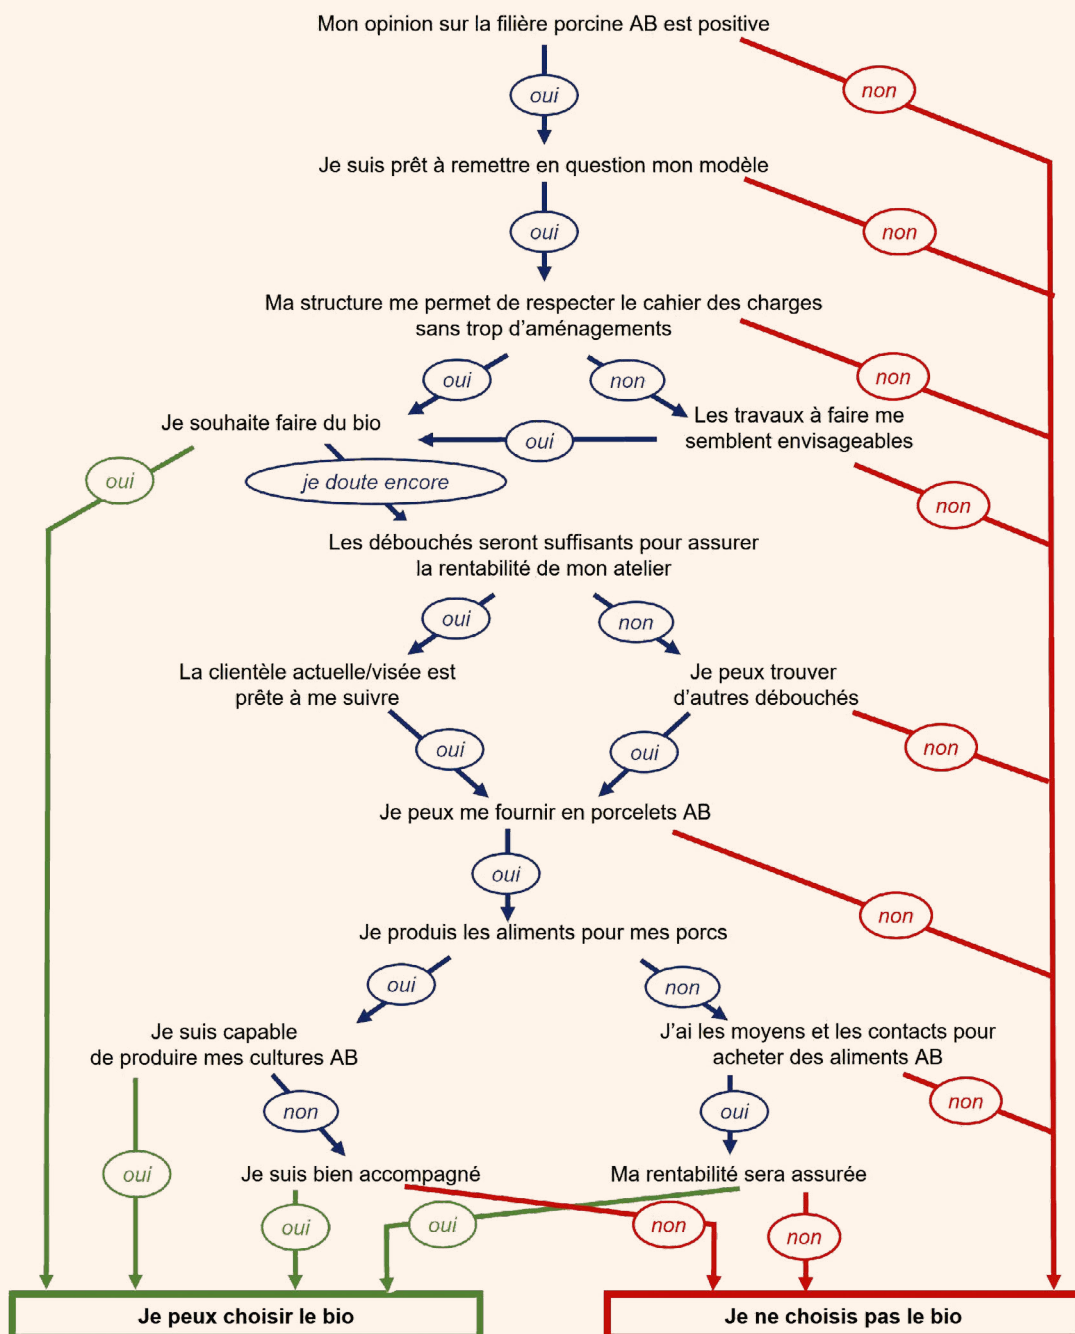 Mon opinion sur la filière porcine AB est positive
oui
non
Je suis prêt à remettre en question mon modèle
oui
non
Ma structure me permet de respecter le cahier des charges
sans trop d’aménagements
oui
non
non
Je souhaite faire du bio
Les travaux à faire me
semblent envisageables
oui
oui
je doute encore
non
Les débouchés seront suffisants pour assurer
la rentabilité de mon atelier
oui
non
La clientèle actuelle/visée est
prête à me suivre
Je peux trouver
d’autres débouchés
oui
oui
non
Je peux me fournir en porcelets AB
oui
non
Je produis les aliments pour mes porcs
oui
non
Je suis capable
de produire mes cultures AB
J’ai les moyens et les contacts pour
acheter des aliments AB
non
oui
non
oui
Je suis bien accompagné
Ma rentabilité sera assurée
oui
oui
non
non
Je peux choisir le bio
Je ne choisis pas le bio